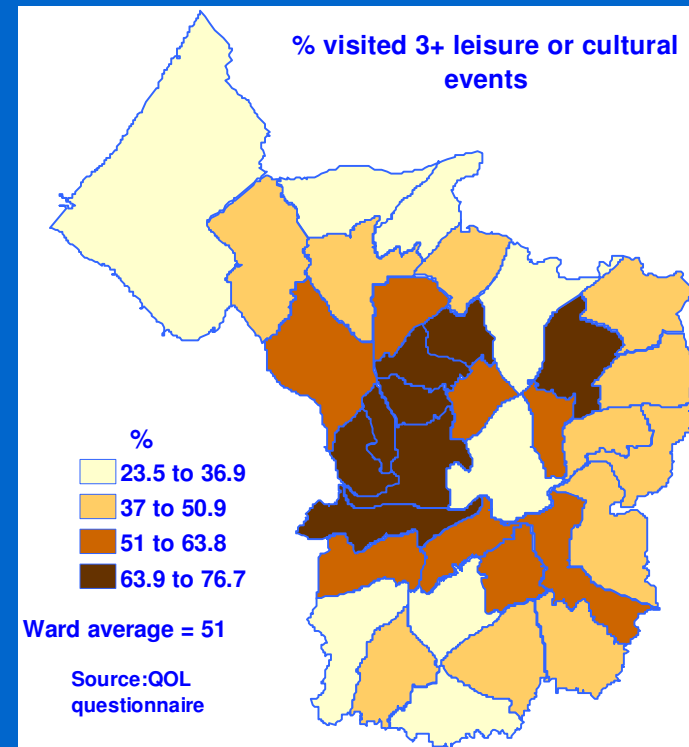 % visited 3+ leisure or cultural
events
%
23.5 to 36.9
37 to 50.9
51 to 63.8
63.9 to 76.7
Ward average = 51
Source:QOL
questionnaire